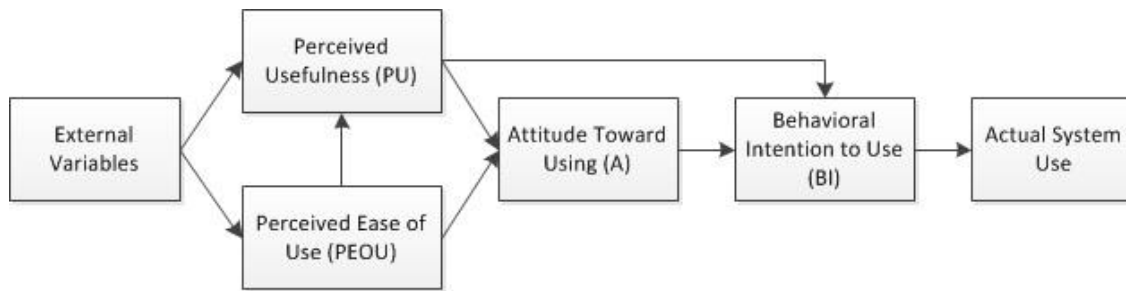 External
Variables
Perceived
Usefulness (PU)
Perceived Ease of
Use (PEOU)
Attitude Toward
Using (A)
Behavioral
Intention to Use
(BI)
Actual System
Use